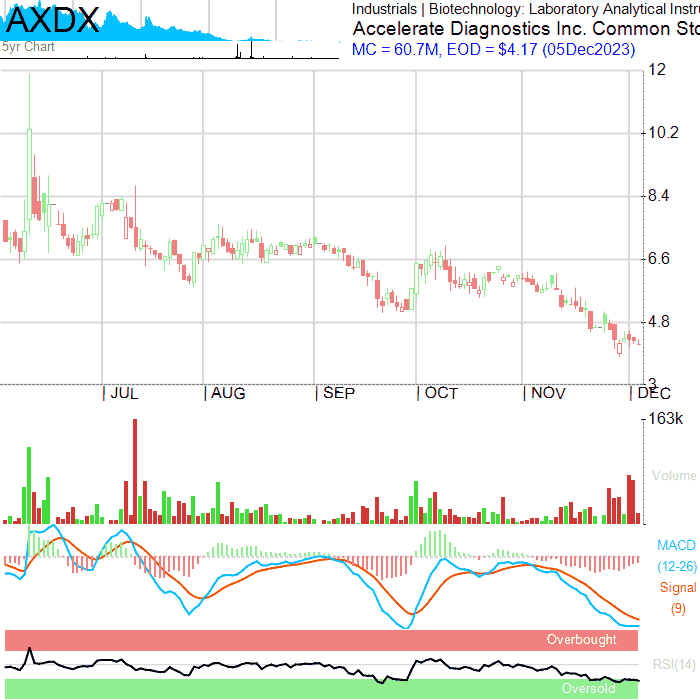 AXDX
5yr Chart
Industrials | Biotechnology: Laboratory Analytical Instru
Accelerate Diagnostics Inc. Common Sto
MC = 60.7M, EOD = $4.17 (05Dec2023)
12
10.2
8.4
6.6
4.8
3
JUL AUG SEP OCT NOV DEC
163k
Volume
MACD
(12-26)
Signal
(9)
Overbought
RSI(14)
Oversold